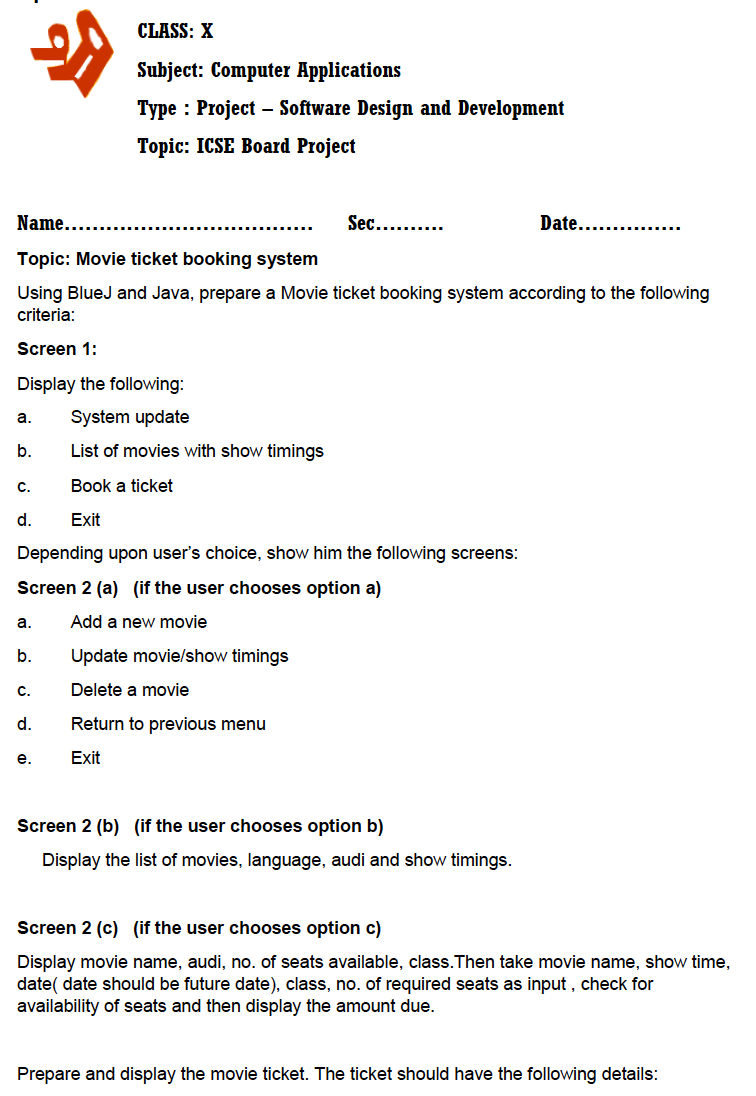 CLASS: X
Subject: Computer Applications
Type : Project – Software Design and Development
Topic: ICSE Board Project
Name……………………………… Sec………. Date……………
Topic: Movie ticket booking system
Using BlueJ and Java, prepare a Movie ticket booking system according to the following
criteria:
Screen 1:
Display the following:
a. System update
b. List of movies with show timings
c. Book a ticket
d. Exit
Depending upon user’s choice, show him the following screens:
Screen 2 (a) (if the user chooses option a)
a. Add a new movie
b. Update movie/show timings
c. Delete a movie
d. Return to previous menu
e. Exit
Screen 2 (b) (if the user chooses option b)
Display the list of movies, language, audi and show timings.
Screen 2 (c) (if the user chooses option c)
Display movie name, audi, no. of seats available, class.Then take movie name, show time,
date( date should be future date), class, no. of required seats as input , check for
availability of seats and then display the amount due.
Prepare and display the movie ticket. The ticket should have the following details: